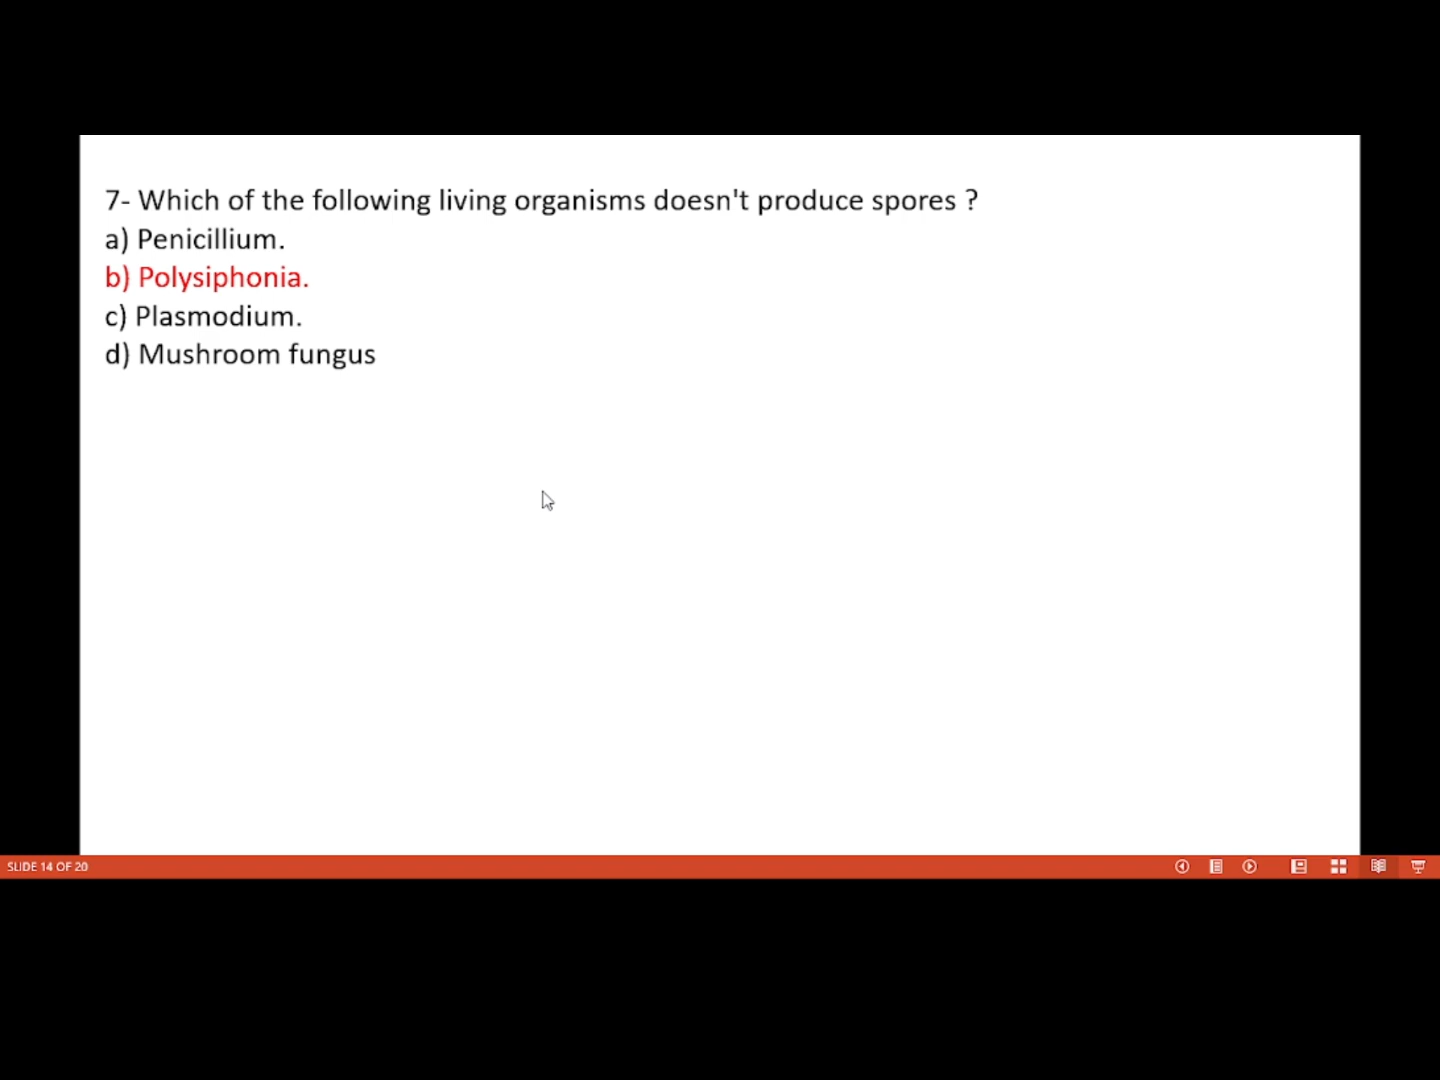 7- Which of the following living organisms doesn't produce spores ?
a) Penicillium.
b) Polysiphonia.
c) Plasmodium.
d) Mushroom fungus
SLIDE 14 OF 20